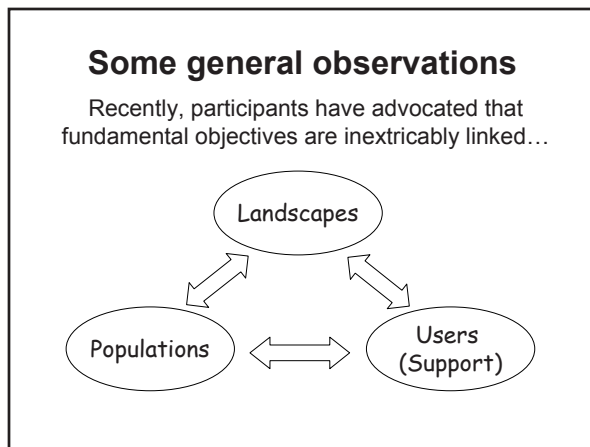 Some general observations
Recently, participants have advocated that
fundamental objectives are inextricably linked…
Landscapes
Populations
Users
(Support)